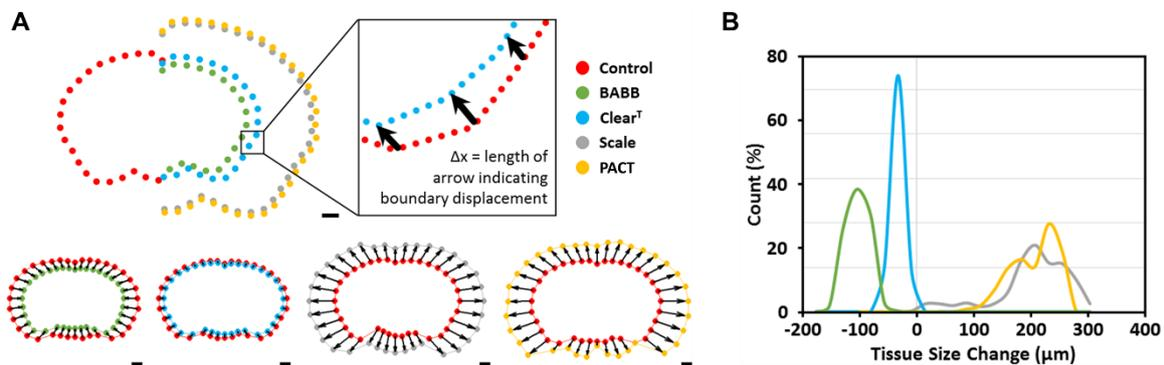 A
Δx = length of
arrow indicating
boundary displacement
Control
BABB
Clearᵀ
Scale
PACT
B
Count (%)
80
60
40
20
0
-200 -100 0 100 200 300 400
Tissue Size Change (µm)